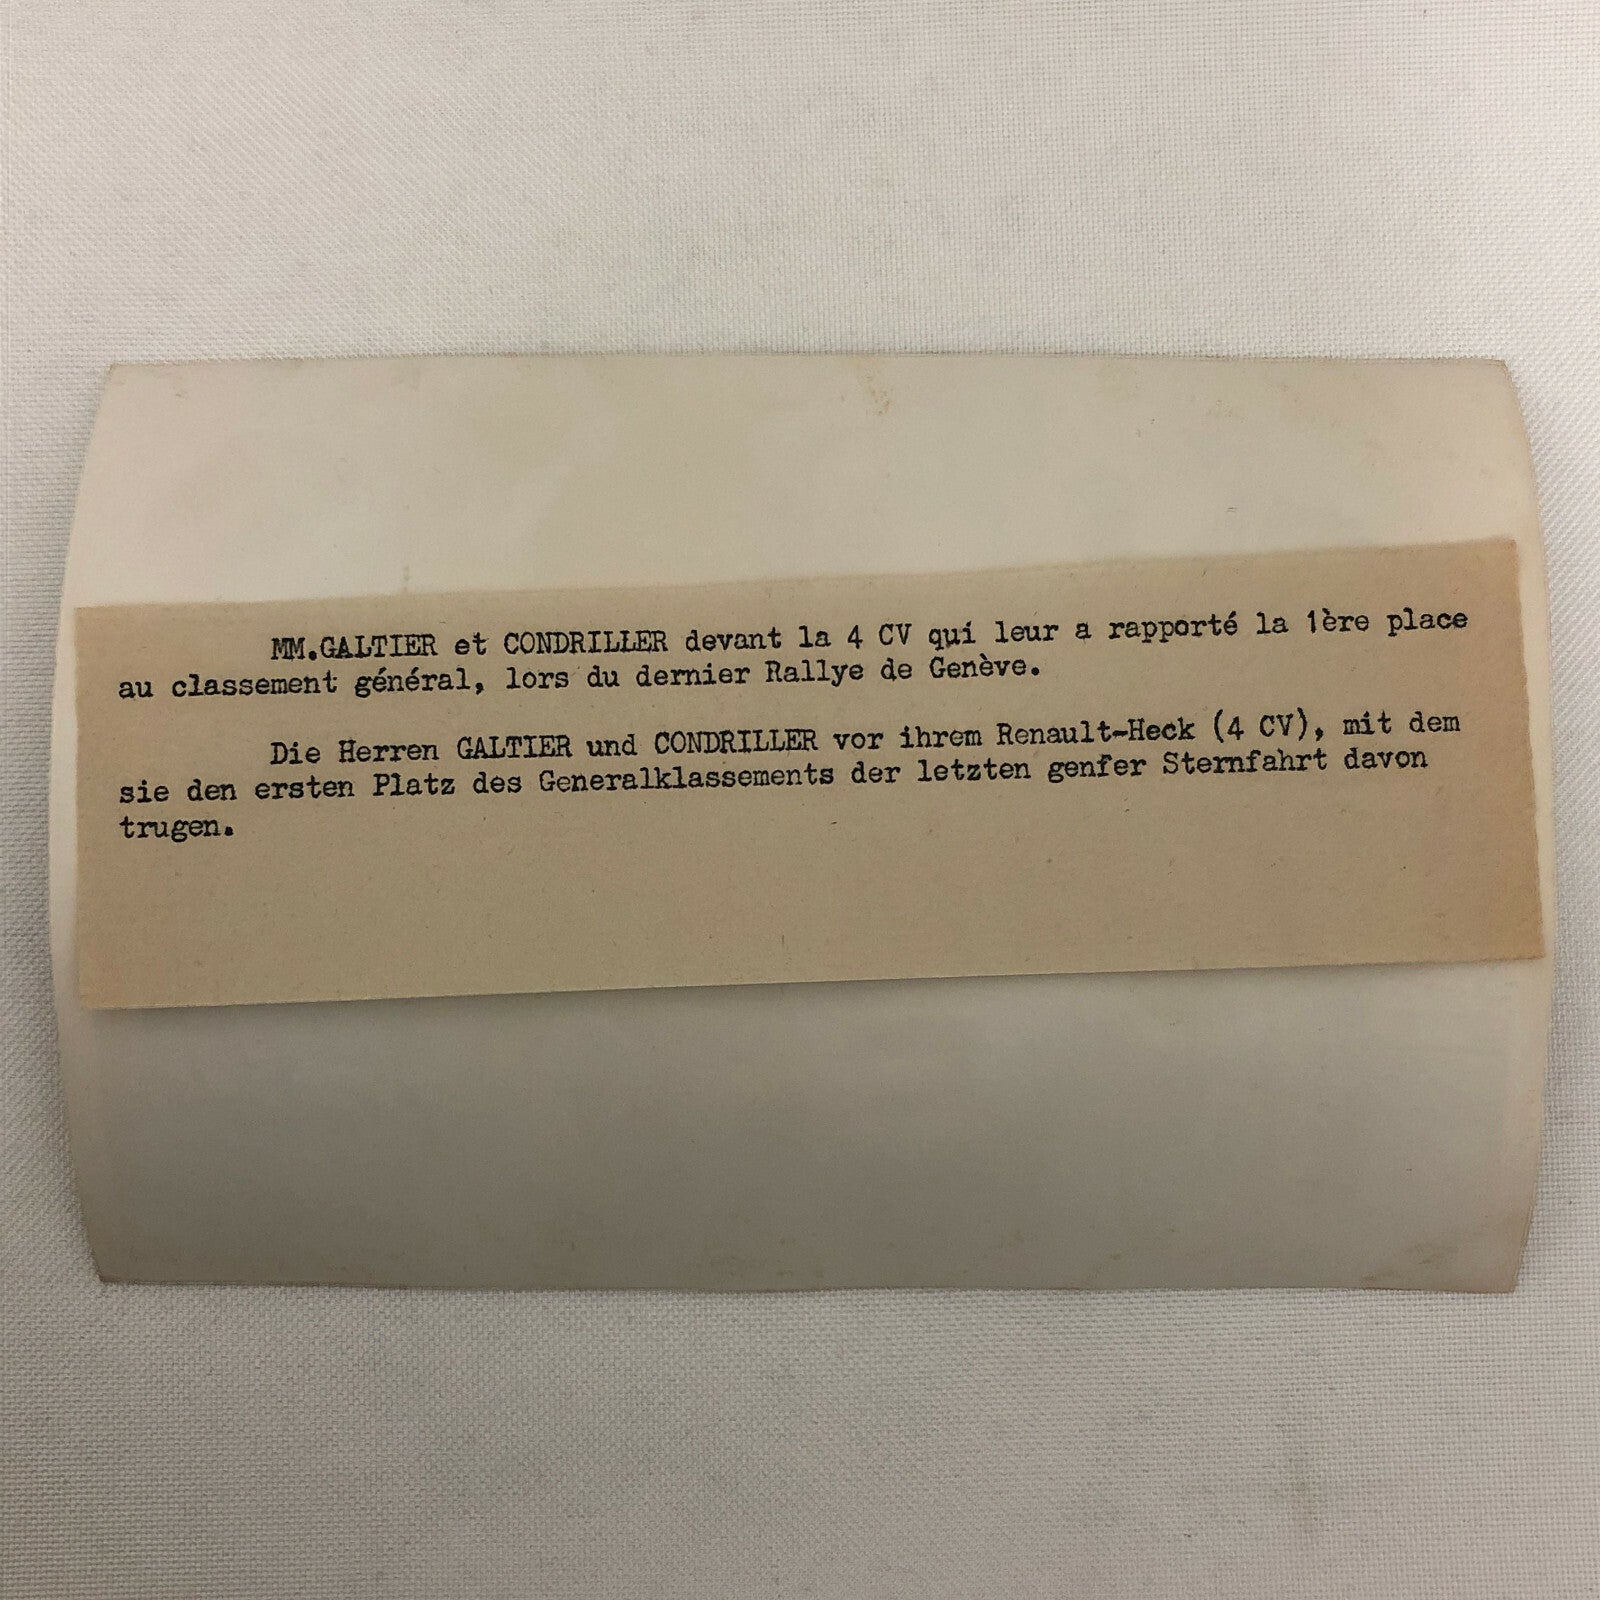 MM.GALTIER et CONDRILLER devant la 4 CV qui leur a rapporté la 1ère place
au classement général, lors du dernier Rallye de Genève.
Die Herren GALTIER und CONDRILLER vor ihrem Renault-Heck (4 CV), mit dem
sie den ersten Platz des Generalklassements der letzten genfer Sternfahrt davon
trugen.